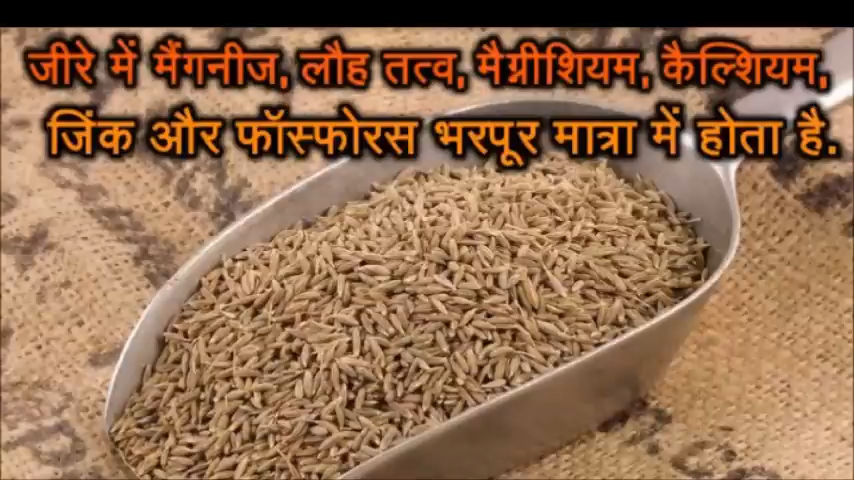 जीरे में मैंगनीज, लौह तत्व, मैग्नीशियम, कैल्शियम,
जिंक और फॉस्फोरस भरपूर मात्रा में होता है.